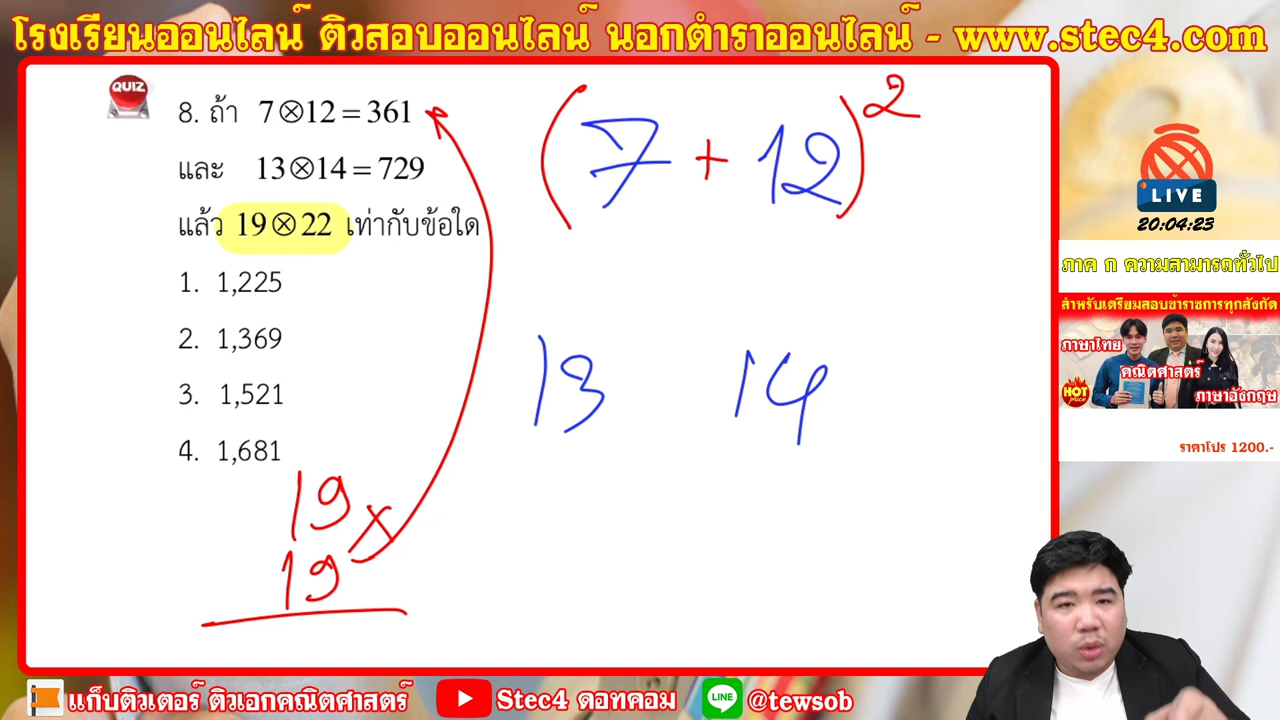 โรงเรียนออนไลน์ ติวสอบออนไลน์ นอกตำราออนไลน์ - www.stec4.com
QUIZ
8. ถ้า 7⊗12=361
และ 13⊗14=729
แล้ว 19⊗22 เท่ากับข้อใด
1. 1,225
2. 1,369
3. 1,521
4. 1,681
19 ×
19
(7 + 12)²
13 14
LIVE
20:04:23
ภาค ก ความสามารถทั่วไป
สำหรับเตรียมสอบข้าราชการทุกสังกัด
ภาษาไทย
คณิตศาสตร์
ภาษาอังกฤษ
HOT
price
ราคาโปร 1200.-
แก็บติวเตอร์ ติวเอกคณิตศาสตร์ Stec4 ดอทคอม LINE @tewsob